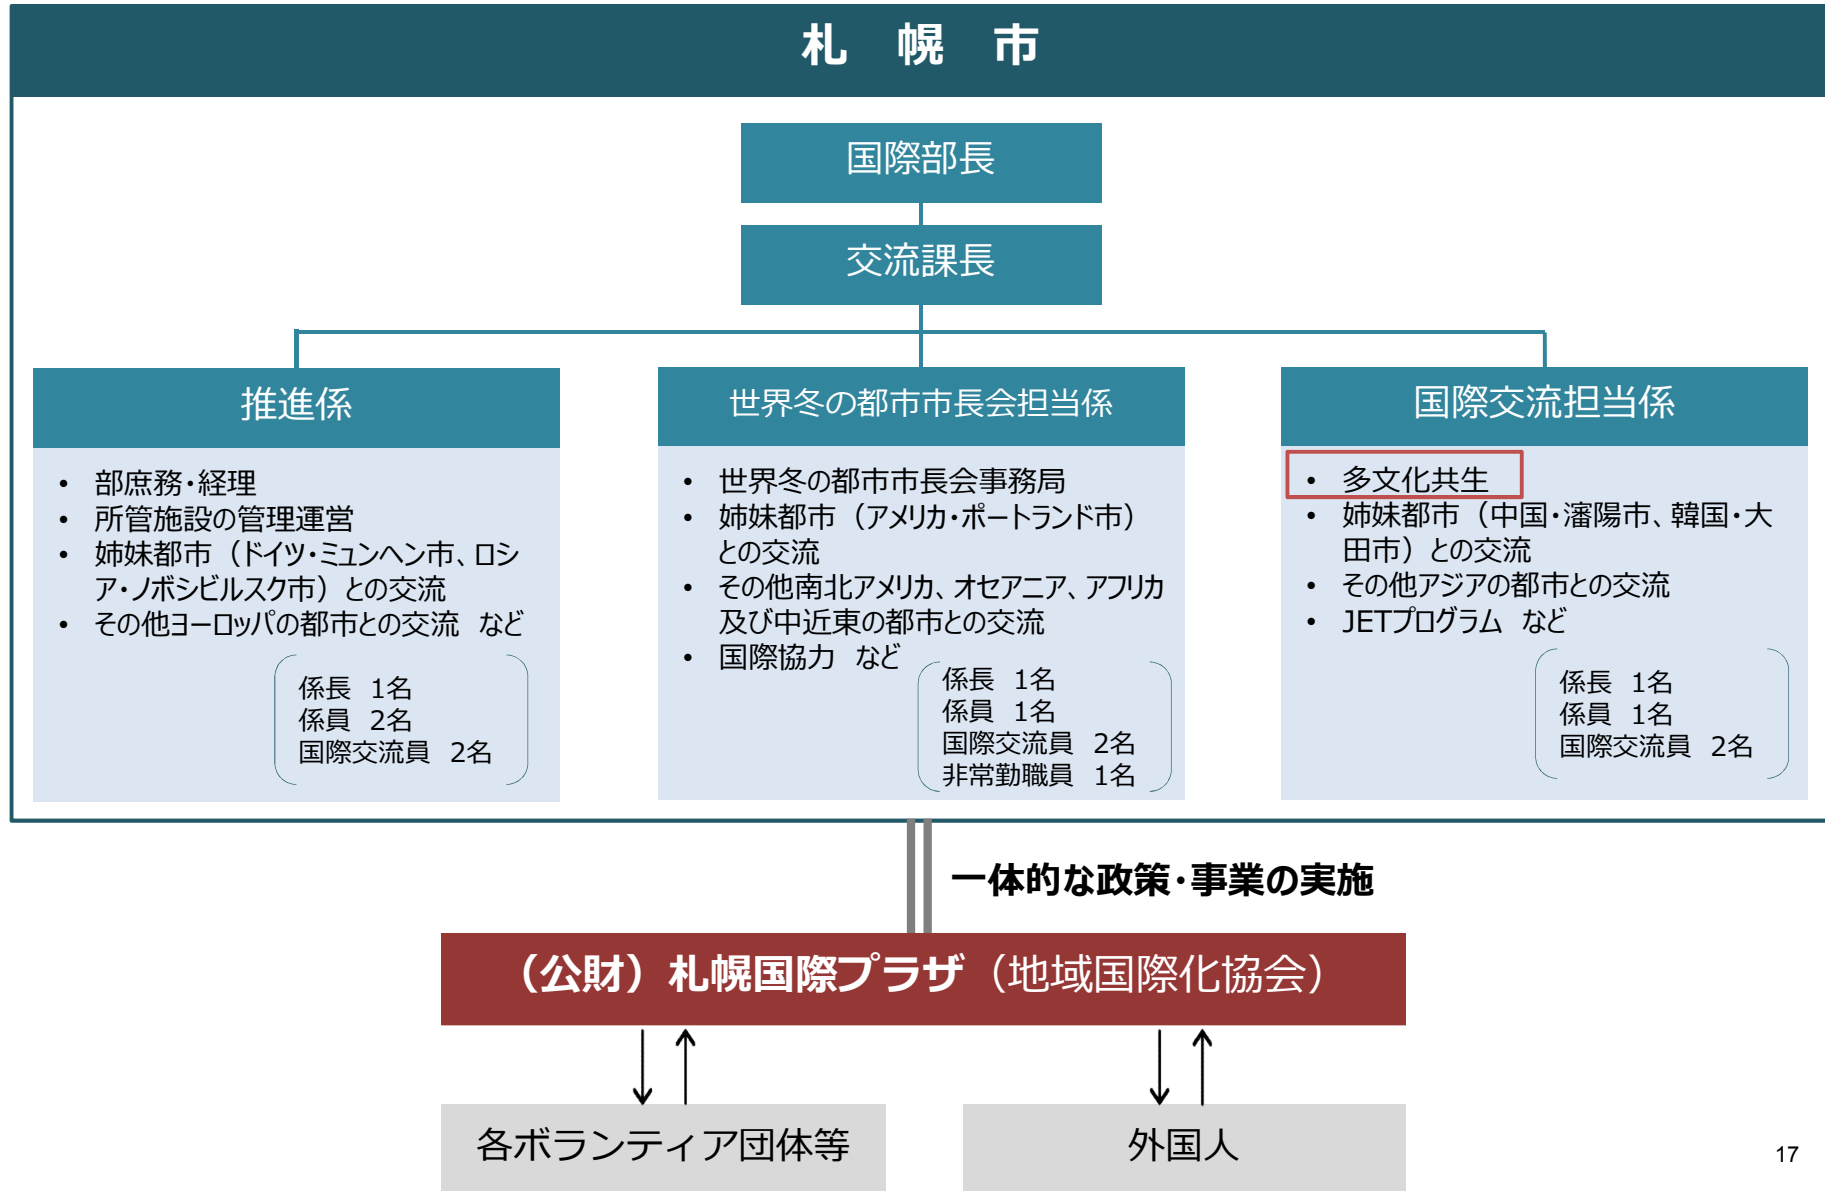 札 幌 市
国際部長
交流課長
推進係
• 部庶務・経理
• 所管施設の管理運営
• 姉妹都市（ドイツ・ミュンヘン市、ロシ
ア・ノボシビルスク市）との交流
• その他ヨーロッパの都市との交流 など
係長 1名
係員 2名
国際交流員 2名
世界冬の都市市長会担当係
• 世界冬の都市市長会事務局
• 姉妹都市（アメリカ・ポートランド市）
との交流
• その他南北アメリカ、オセアニア、アフリカ
及び中近東の都市との交流
• 国際協力 など
係長 1名
係員 1名
国際交流員 2名
非常勤職員 1名
国際交流担当係
• 多文化共生
• 姉妹都市（中国・瀋陽市、韓国・大
田市）との交流
• その他アジアの都市との交流
• JETプログラム など
係長 1名
係員 1名
国際交流員 2名
一体的な政策・事業の実施
（公財）札幌国際プラザ（地域国際化協会）
各ボランティア団体等
外国人
17